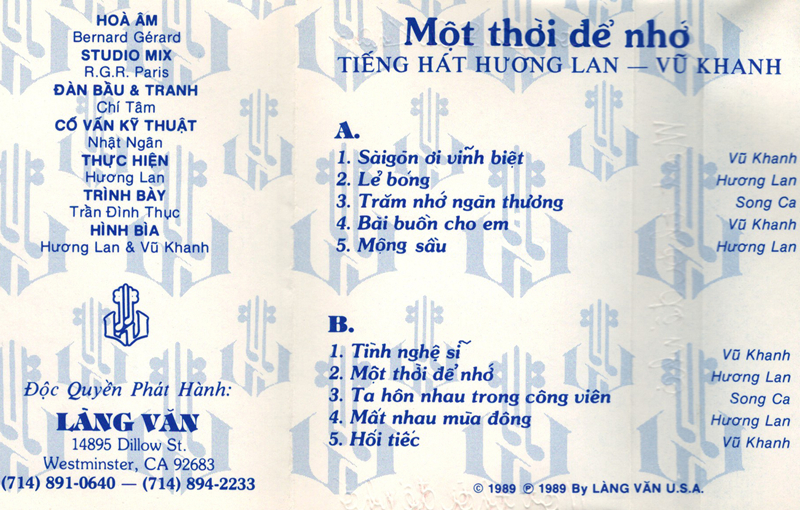 HOÀ ÂM
Bernard Gérard
STUDIO MIX
R.G.R. Paris
ĐÀN BẦU & TRANH
Chí Tâm
CỐ VẤN KỸ THUẬT
Nhật Ngân
THỰC HIỆN
Hương Lan
TRÌNH BÀY
Trần Đình Thục
HÌNH BÌA
Hương Lan & Vũ Khanh
Độc Quyền Phát Hành:
LÀNG VĂN
14895 Dillow St.
Westminster, CA 92683
(714) 891-0640 — (714) 894-2233
Một thời để nhớ
TIẾNG HÁT HƯƠNG LAN — VŨ KHANH
A.
1. Sàigòn ơi vĩnh biệt Vũ Khanh
2. Lẻ bóng Hương Lan
3. Trăm nhớ ngàn thương Song Ca
4. Bài buồn cho em Vũ Khanh
5. Mộng sầu Hương Lan
B.
1. Tình nghệ sĩ Vũ Khanh
2. Một thời để nhớ Hương Lan
3. Ta hôn nhau trong công viên Song Ca
4. Mất nhau mùa đông Hương Lan
5. Hối tiếc Vũ Khanh
© 1989 ℗ 1989 By LÀNG VĂN U.S.A.